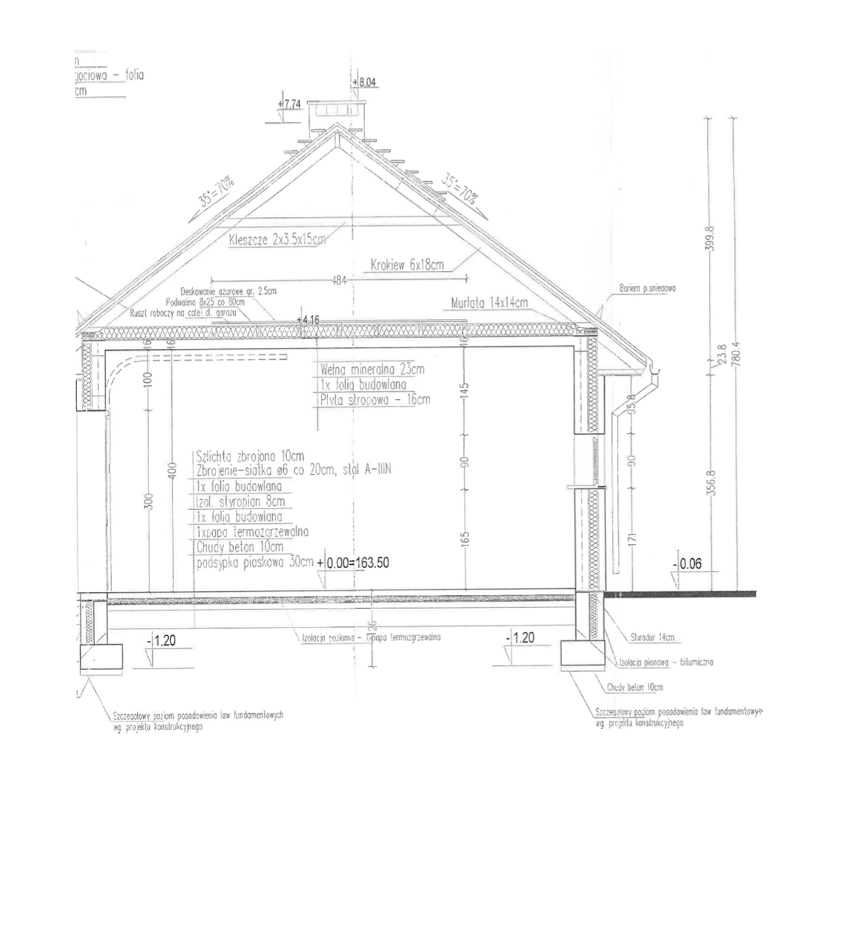 n
gociowa - folia
cm
+8.04
+7.74
35°=70%
35°=70%
Kleszcze 2x3.5x15cm
Krokiew 6x18cm
399.8
484
Deskowanie ażurowe gr. 2.5cm
Podwalina 8x25 co 80cm
Ruszt roboczy na całej dł. garażu
+4.16
Murłata 14x14cm
Bariera p.śniegowa
16
16
16
23.8
780.4
Wełna mineralna 23cm
1x folia budowlana
Płyta stropowa - 16cm
100
145
95.8
Szlichta zbrojona 10cm
Zbrojenie-siatka ø6 co 20cm, stal A-IIIN
1x folia budowlana
Izol. styropian 8cm
1x folia budowlana
1xpapa termozgrzewalna
Chudy beton 10cm
podsypka piaskowa 30cm
400
300
90
90
356.8
165
171
+0.00=163.50
-0.06
126
-1.20
Izolacja pozioma - 1xpapa termozgrzewalna
-1.20
Styrodur 14cm
Izolacja pionowa - bitumiczna
Chudy beton 10cm
Szczegółowy poziom posadowienia ław fundamentowych
wg. projektu konstrukcyjnego
Szczegółowy poziom posadowienia ław fundamentowyc
wg. projektu konstrukcyjnego